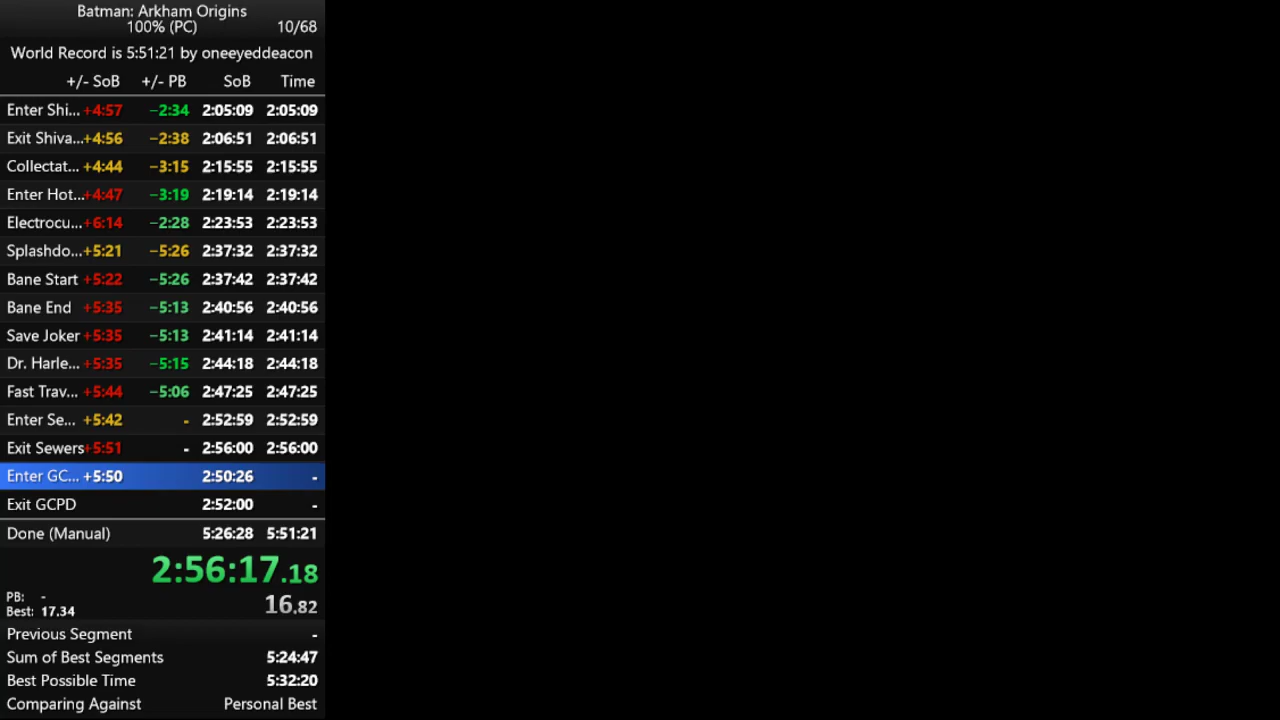 Batman: Arkham Origins
100% (PC) 10/68
World Record is 5:51:21 by oneeyeddeacon
+/- SoB +/- PB SoB Time
Enter Shi... +4:57 −2:34 2:05:09 2:05:09
Exit Shiva... +4:56 −2:38 2:06:51 2:06:51
Collectat... +4:44 −3:15 2:15:55 2:15:55
Enter Hot... +4:47 −3:19 2:19:14 2:19:14
Electrocu... +6:14 −2:28 2:23:53 2:23:53
Splashdo... +5:21 −5:26 2:37:32 2:37:32
Bane Start +5:22 −5:26 2:37:42 2:37:42
Bane End +5:35 −5:13 2:40:56 2:40:56
Save Joker +5:35 −5:13 2:41:14 2:41:14
Dr. Harle... +5:35 −5:15 2:44:18 2:44:18
Fast Trav... +5:44 −5:06 2:47:25 2:47:25
Enter Se... +5:42 - 2:52:59 2:52:59
Exit Sewers +5:51 - 2:56:00 2:56:00
Enter GC... +5:50 2:50:26 -
Exit GCPD 2:52:00 -
Done (Manual) 5:26:28 5:51:21
2:56:17.18
PB: -
Best: 17.34 16.82
Previous Segment -
Sum of Best Segments 5:24:47
Best Possible Time 5:32:20
Comparing Against Personal Best